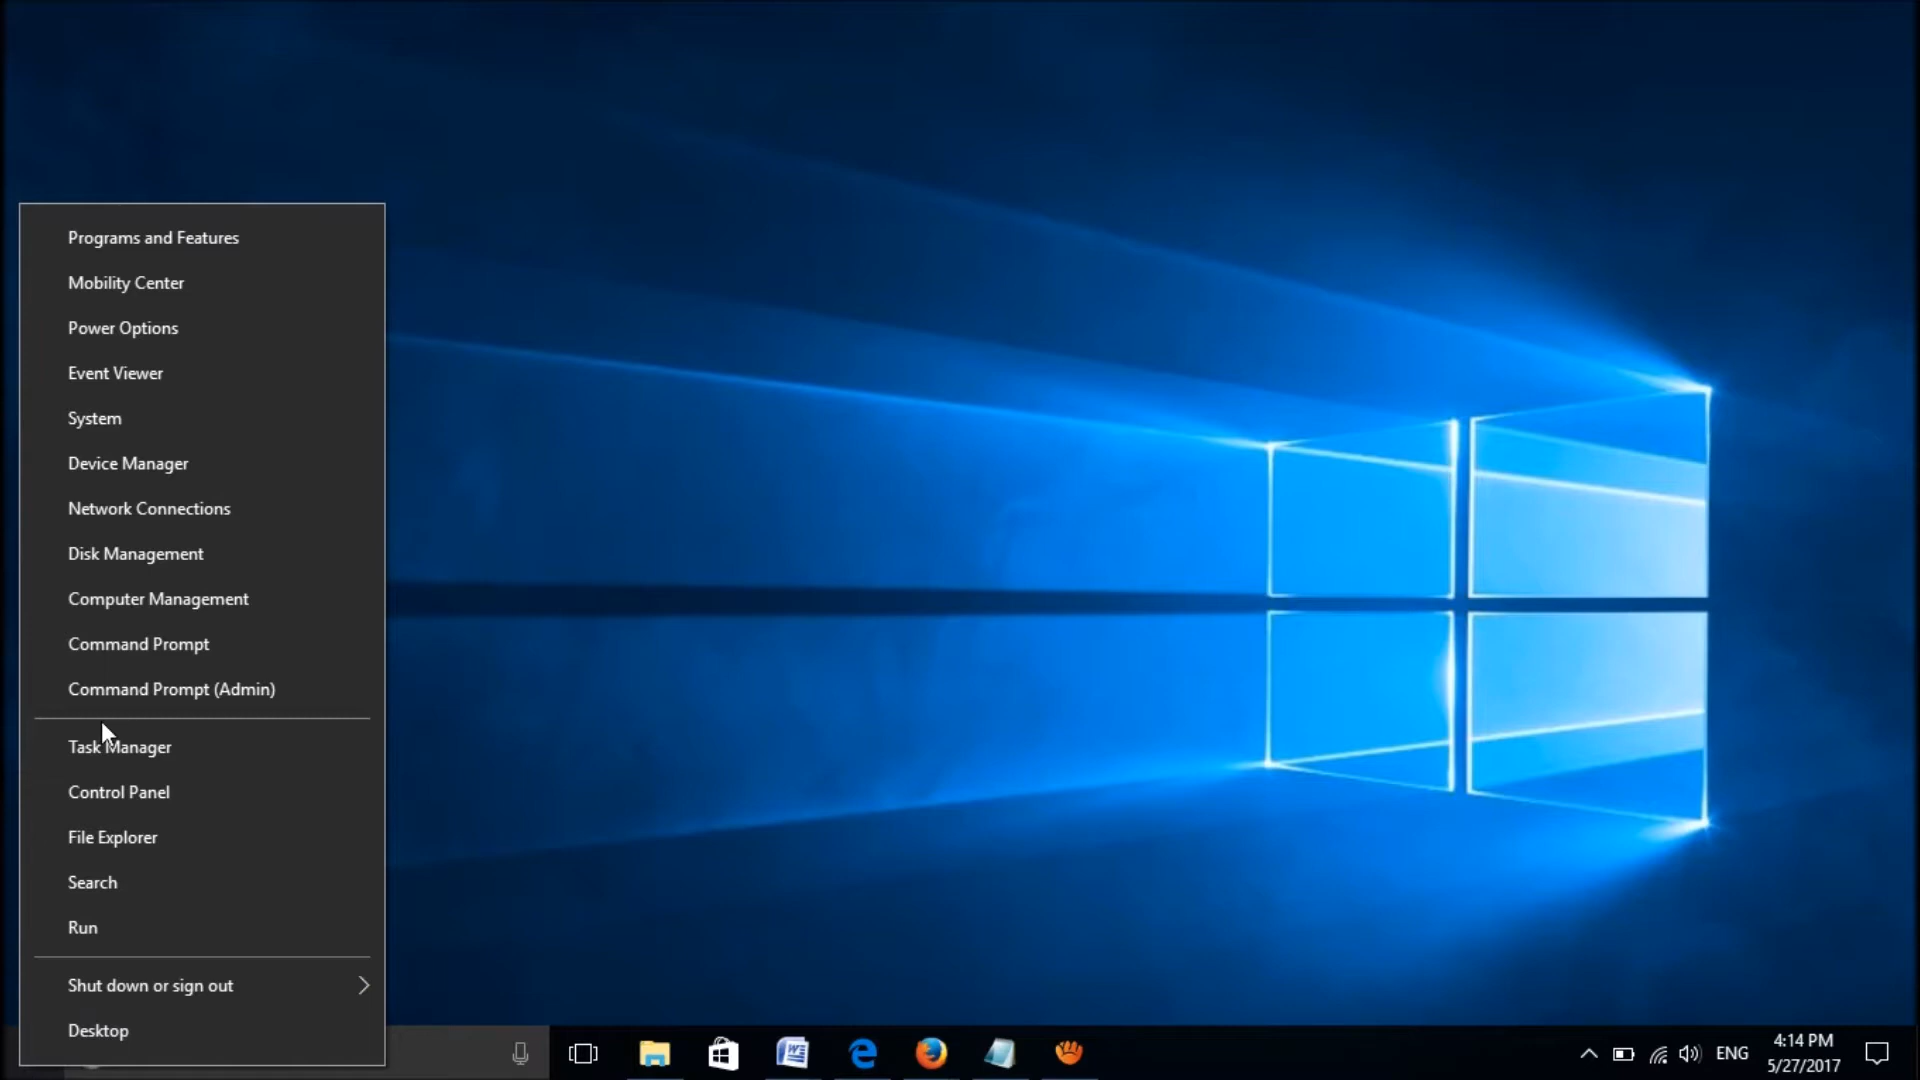 Programs and Features
Mobility Center
Power Options
Event Viewer
System
Device Manager
Network Connections
Disk Management
Computer Management
Command Prompt
Command Prompt (Admin)
Task Manager
Control Panel
File Explorer
Search
Run
Shut down or sign out
Desktop
ENG
4:14 PM
5/27/2017